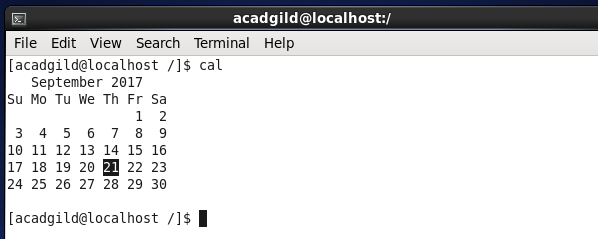 acadgild@localhost:/
File Edit View Search Terminal Help
[acadgild@localhost /]$ cal
   September 2017
Su Mo Tu We Th Fr Sa
                1  2
 3  4  5  6  7  8  9
10 11 12 13 14 15 16
17 18 19 20 21 22 23
24 25 26 27 28 29 30
[acadgild@localhost /]$